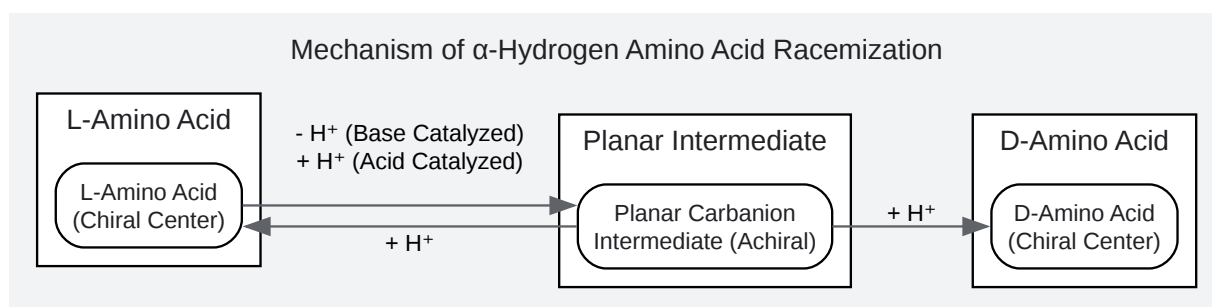 Mechanism of α-Hydrogen Amino Acid Racemization
L-Amino Acid
L-Amino Acid
(Chiral Center)
- H⁺ (Base Catalyzed)
+ H⁺ (Acid Catalyzed)
+ H⁺
Planar Intermediate
Planar Carbanion
Intermediate (Achiral)
+ H⁺
D-Amino Acid
D-Amino Acid
(Chiral Center)